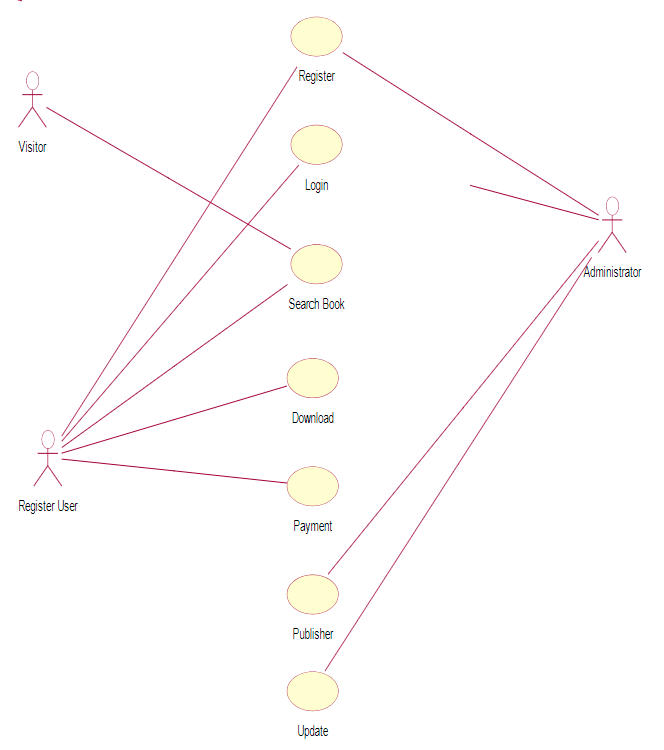 Register
Visitor
Login
Administrator
Search Book
Download
Register User
Payment
Publisher
Update